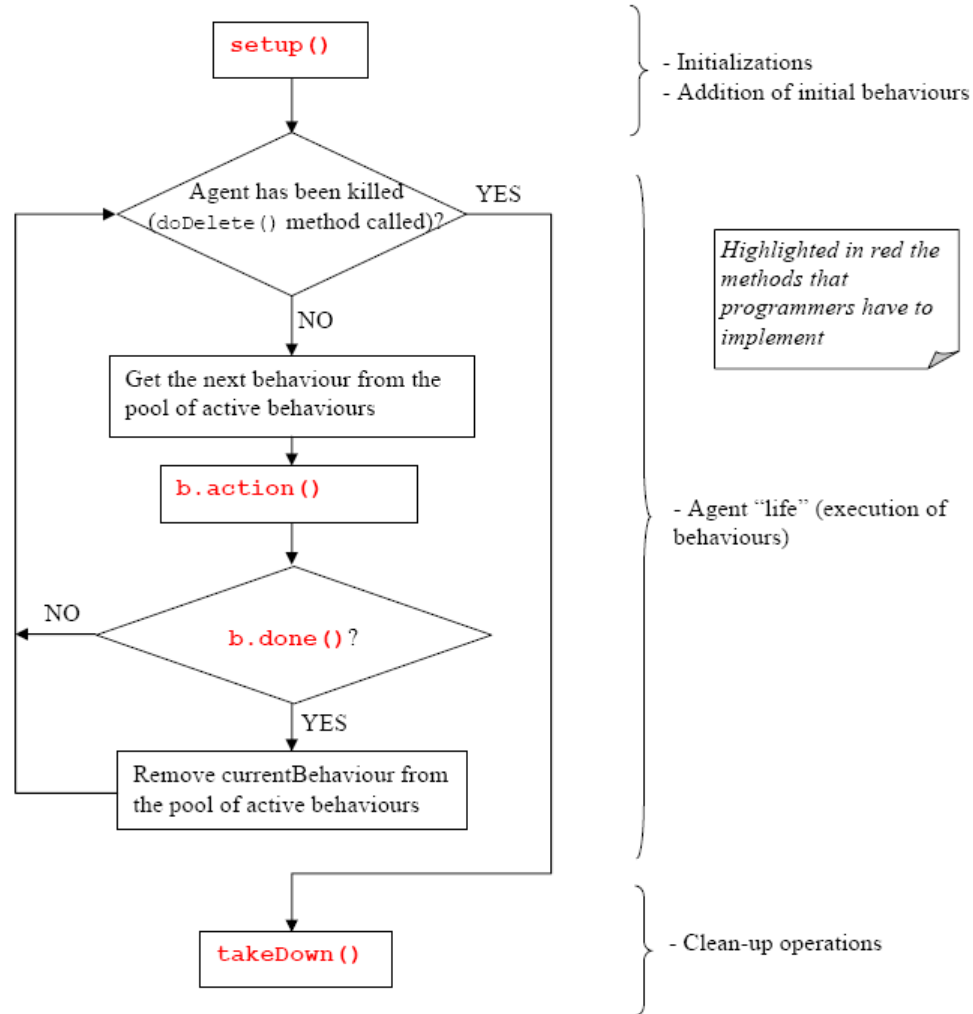 setup()
- Initializations
- Addition of initial behaviours
Agent has been killed
(doDelete() method called)?
YES
NO
Highlighted in red the
methods that
programmers have to
implement
Get the next behaviour from the
pool of active behaviours
b.action()
- Agent “life” (execution of
behaviours)
NO
b.done()?
YES
Remove currentBehaviour from
the pool of active behaviours
takeDown()
- Clean-up operations